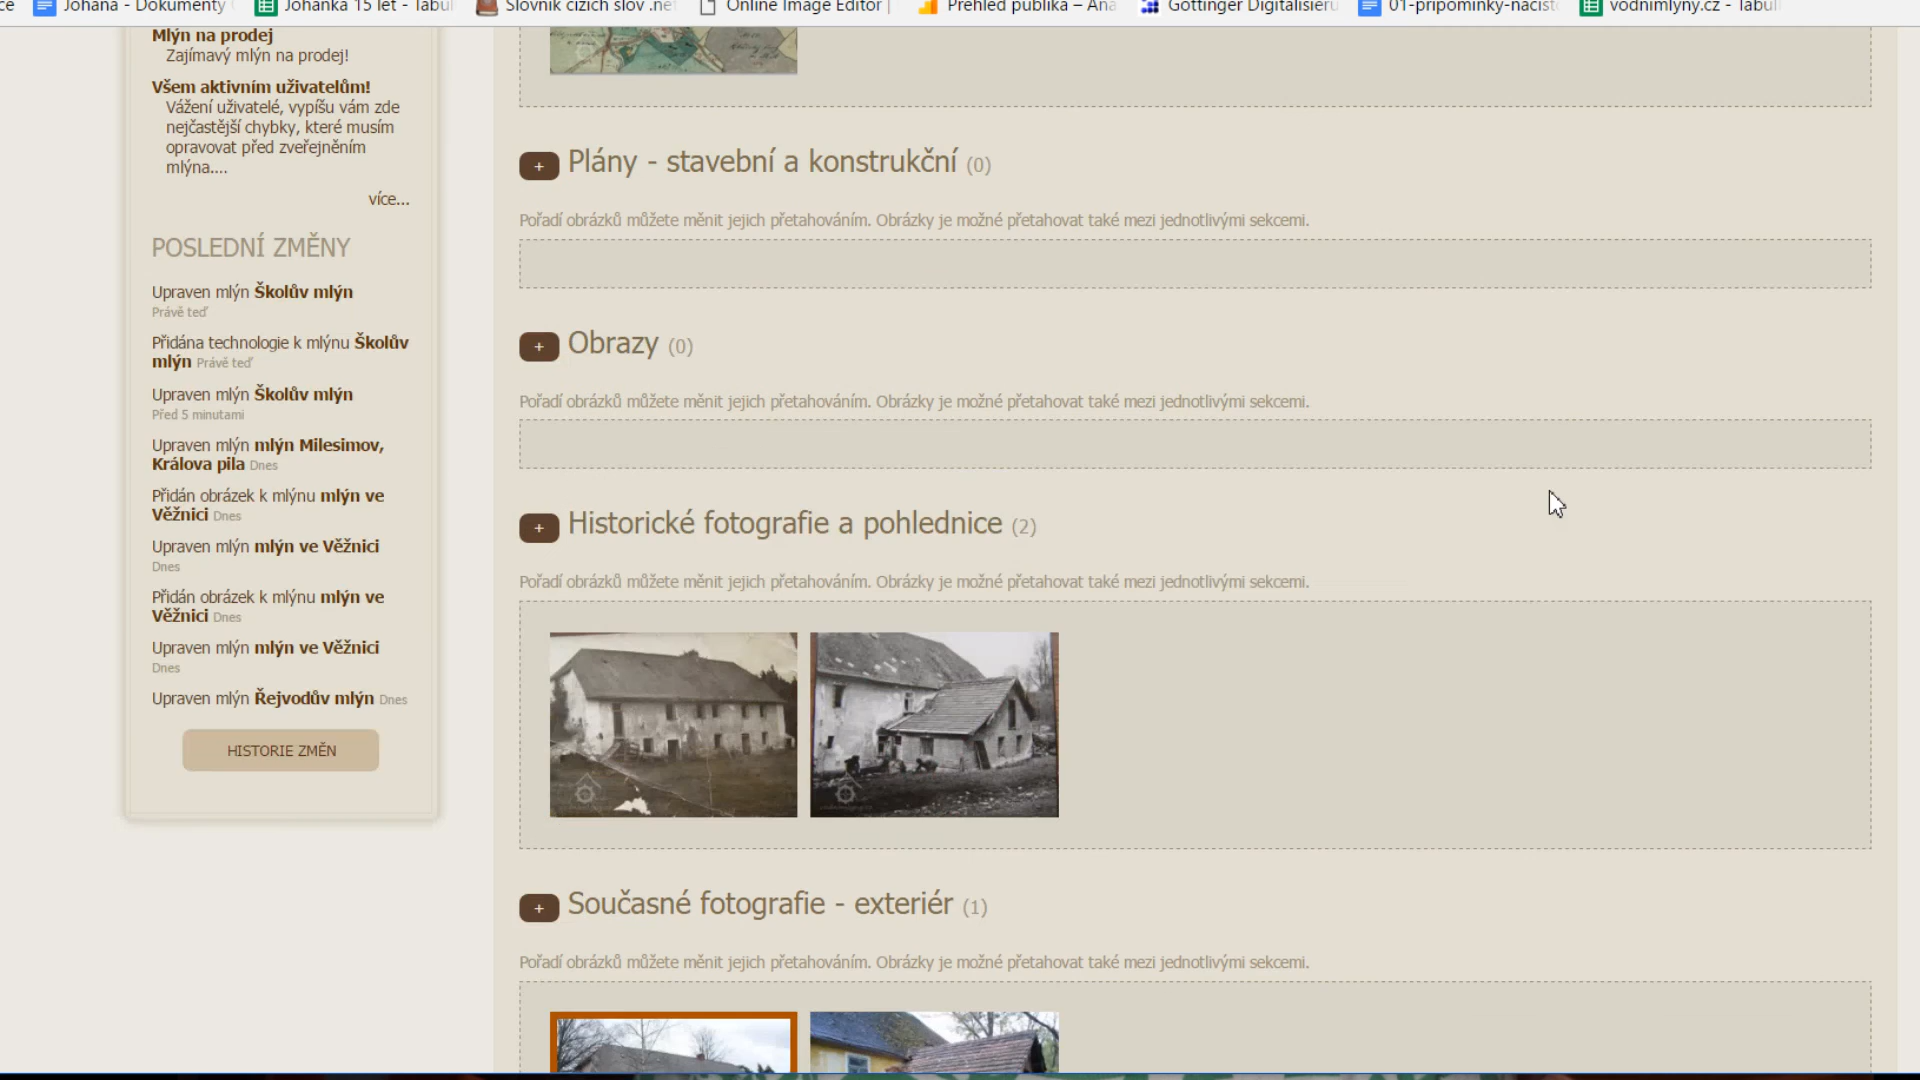 Johana - Dokumenty
Johanka 15 let - Tabul
Slovník cizích slov .net
Online Image Editor |
Přehled publika – Ana
Göttinger Digitalisieru
01-pripominky-nacist
vodnimlyny.cz - Tabul
Mlýn na prodej
Zajímavý mlýn na prodej!
Všem aktivním uživatelům!
Vážení uživatelé, vypíšu vám zde
nejčastější chybky, které musím
opravovat před zveřejněním
mlýna....
více...
POSLEDNÍ ZMĚNY
Upraven mlýn Školův mlýn
Právě teď
Přidána technologie k mlýnu Školův
mlýn Právě teď
Upraven mlýn Školův mlýn
Před 5 minutami
Upraven mlýn mlýn Milesimov,
Králova pila Dnes
Přidán obrázek k mlýnu mlýn ve
Věžnici Dnes
Upraven mlýn mlýn ve Věžnici
Dnes
Přidán obrázek k mlýnu mlýn ve
Věžnici Dnes
Upraven mlýn mlýn ve Věžnici
Dnes
Upraven mlýn Řejvodův mlýn Dnes
HISTORIE ZMĚN
+ Plány - stavební a konstrukční (0)
Pořadí obrázků můžete měnit jejich přetahováním. Obrázky je možné přetahovat také mezi jednotlivými sekcemi.
+ Obrazy (0)
Pořadí obrázků můžete měnit jejich přetahováním. Obrázky je možné přetahovat také mezi jednotlivými sekcemi.
+ Historické fotografie a pohlednice (2)
Pořadí obrázků můžete měnit jejich přetahováním. Obrázky je možné přetahovat také mezi jednotlivými sekcemi.
+ Současné fotografie - exteriér (1)
Pořadí obrázků můžete měnit jejich přetahováním. Obrázky je možné přetahovat také mezi jednotlivými sekcemi.